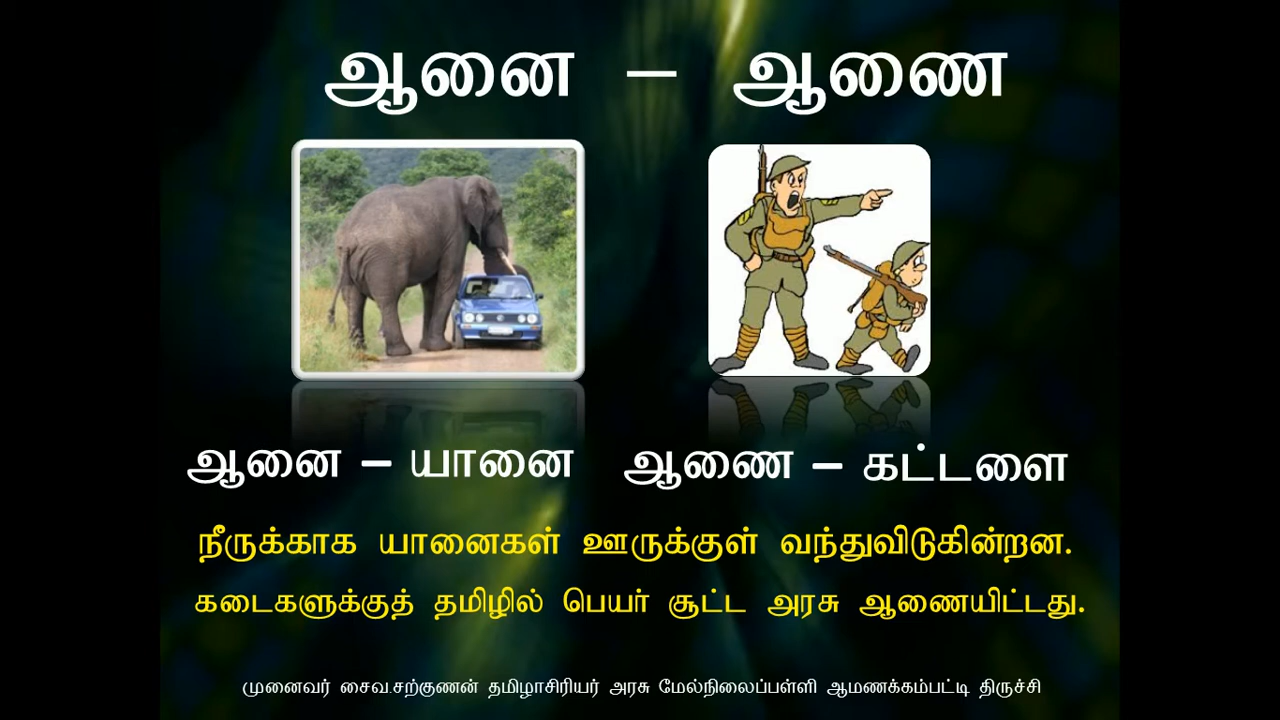 ஆனை – ஆணை
ஆனை – யானை ஆணை – கட்டளை
நீருக்காக யானைகள் ஊருக்குள் வந்துவிடுகின்றன.
கடைகளுக்குத் தமிழில் பெயர் சூட்ட அரசு ஆணையிட்டது.
முனைவர் சைவ.சற்குணன் தமிழாசிரியர் அரசு மேல்நிலைப்பள்ளி ஆமணக்கம்பட்டி திருச்சி